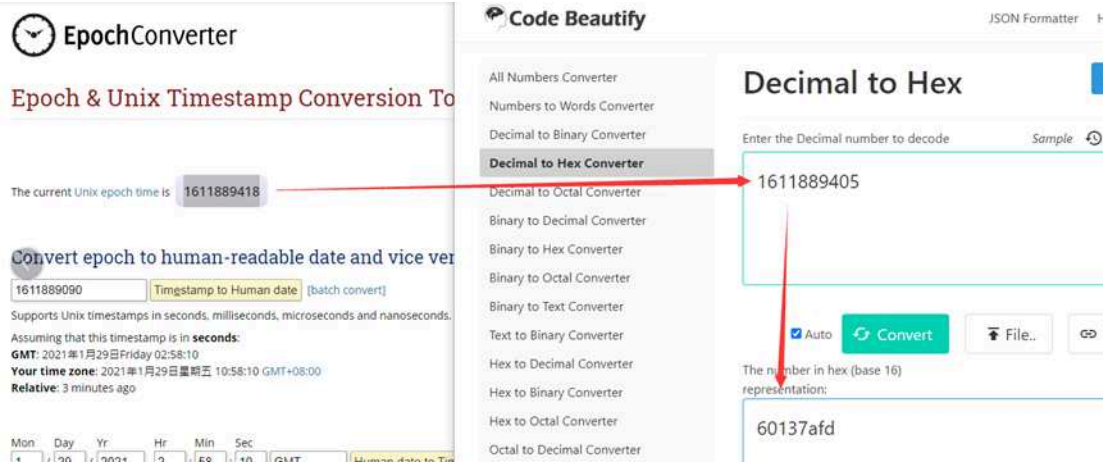 EpochConverter
Epoch & Unix Timestamp Conversion To
The current Unix epoch time is 1611889418
Convert epoch to human-readable date and vice ver
1611889090 Timestamp to Human date [batch convert]
Supports Unix timestamps in seconds, milliseconds, microseconds and nanoseconds.
Assuming that this timestamp is in seconds:
GMT: 2021年1月29日Friday 02:58:10
Your time zone: 2021年1月29日星期五 10:58:10 GMT+08:00
Relative: 3 minutes ago
Mon Day Yr Hr Min Sec
1 / 29 / 2021 2 : 58 : 10 GMT Human date to Tim
Code Beautify
JSON Formatter H
All Numbers Converter
Numbers to Words Converter
Decimal to Binary Converter
Decimal to Hex Converter
Decimal to Octal Converter
Binary to Decimal Converter
Binary to Hex Converter
Binary to Octal Converter
Binary to Text Converter
Text to Binary Converter
Hex to Decimal Converter
Hex to Binary Converter
Hex to Octal Converter
Octal to Decimal Converter
Decimal to Hex
Enter the Decimal number to decode Sample
1611889405
Auto Convert File..
The number in hex (base 16)
representation:
60137afd